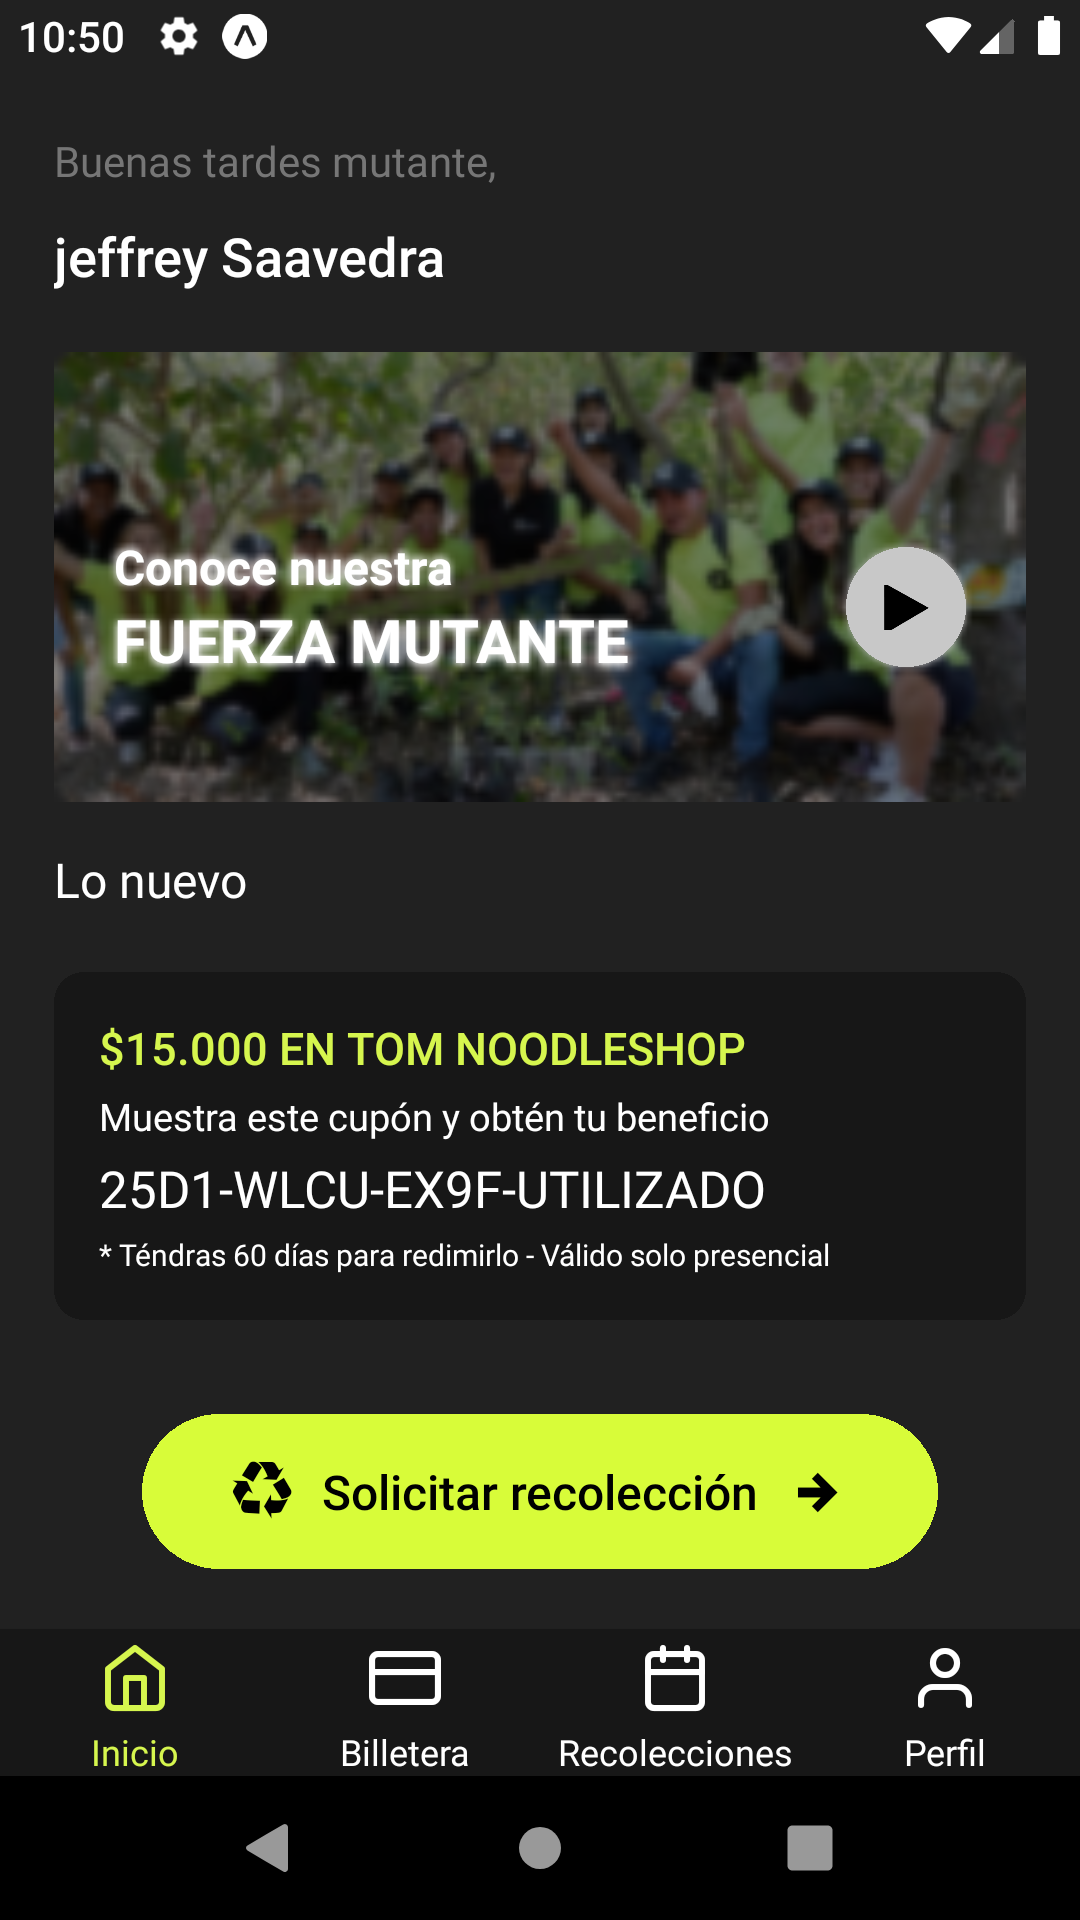 10:50
Buenas tardes mutante,
jeffrey Saavedra
Conoce nuestra
FUERZA MUTANTE
Lo nuevo
$15.000 EN TOM NOODLESHOP
Muestra este cupón y obtén tu beneficio
25D1-WLCU-EX9F-UTILIZADO
* Téndras 60 días para redimirlo - Válido solo presencial
Solicitar recolección
Inicio Billetera Recolecciones Perfil